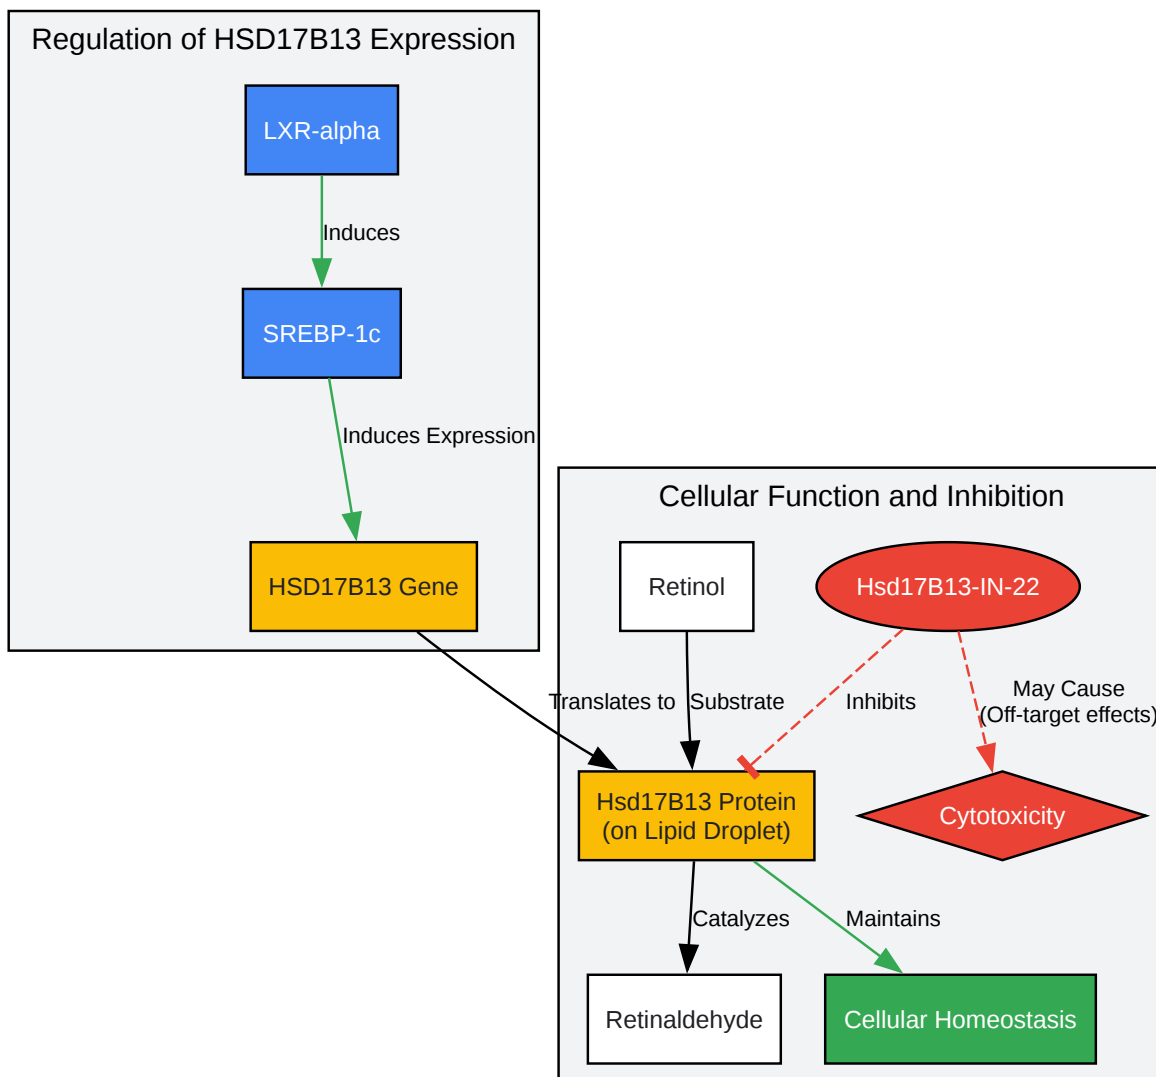 Regulation of HSD17B13 Expression
LXR-alpha
Induces
SREBP-1c
Induces Expression
HSD17B13 Gene
Translates to
Cellular Function and Inhibition
Retinol
Hsd17B13-IN-22
Substrate
Inhibits
May Cause
(Off-target effects)
Hsd17B13 Protein
(on Lipid Droplet)
Cytotoxicity
Catalyzes
Maintains
Retinaldehyde
Cellular Homeostasis